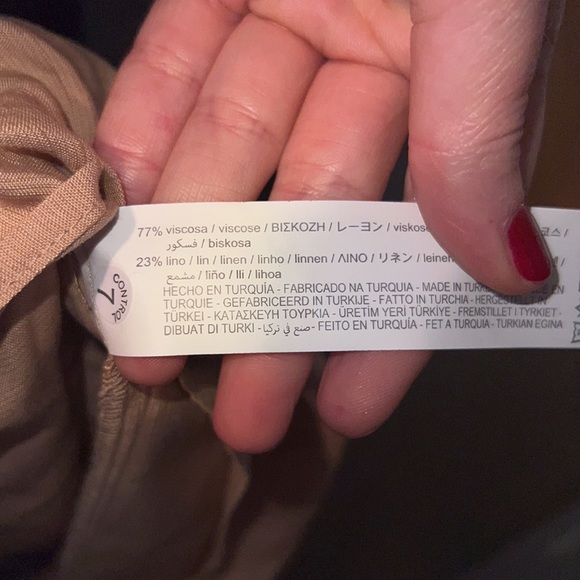 77% viscosa / viscose / ΒΙΣΚΟΖΗ / レーヨン /
فسكور / biskosa
23% lino / lin / linen / linho / linnen / ΛΙΝΟ / リネン / leinen
مشمع / liño / lli / lihoa
HECHO EN TURQUÍA - FABRICADO NA TURQUIA - MADE IN EN
TURQUIE - GEFABRICEERD IN TURKIJE - FATTO IN TURCHIA - HERGESTELLT IN
TÜRKEI - ΚΑΤΑΣΚΕΥΗ ΤΟΥΡΚΙΑ - ÜRETİM YERİ TÜRKİYE - FREMSTILLET I TYRKIET -
DIBUAT DI TURKI - صنع في تركيا - FEITO EN TURQUÍA - FET A TURQUIA - TURKIAN EGINA
CONTROL
7